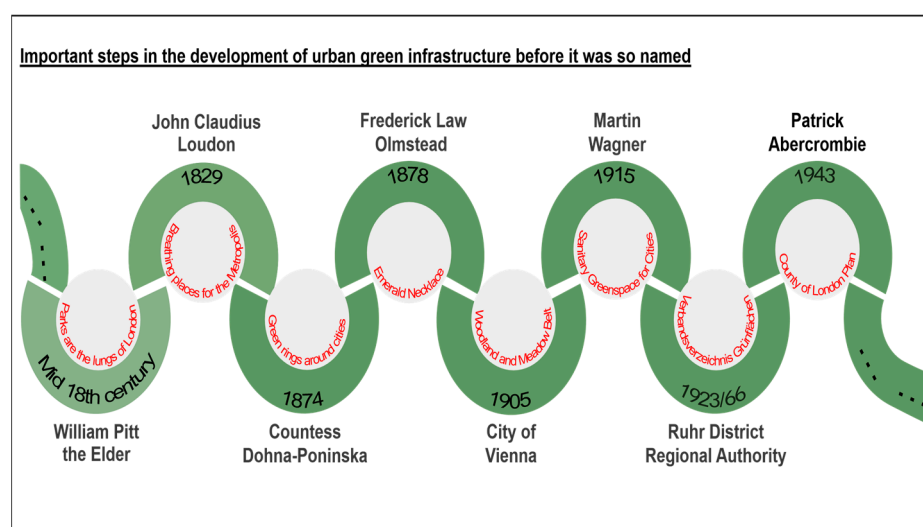 Important steps in the development of urban green infrastructure before it was so named
John Claudius
Loudon
Frederick Law
Olmstead
Martin
Wagner
Patrick
Abercrombie
1829
1878
1915
1943
Breathing places for the Metropolis
Emerald Necklace
Sanitary Greenspace for Cities
County of London Plan
Parks are the lungs of London
Green rings around cities
Woodland and Meadow Belt
Verbandsverzeichnis Grünflächen
Mid 18th century
1874
1905
1923/66
William Pitt
the Elder
Countess
Dohna-Poninska
City of
Vienna
Ruhr District
Regional Authority